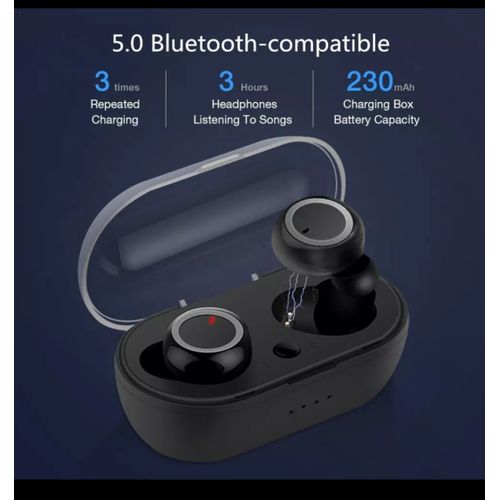 5.0 Bluetooth-compatible
3 times
Repeated
Charging
3 Hours
Headphones
Listening To Songs
230mAh
Charging Box
Battery Capacity